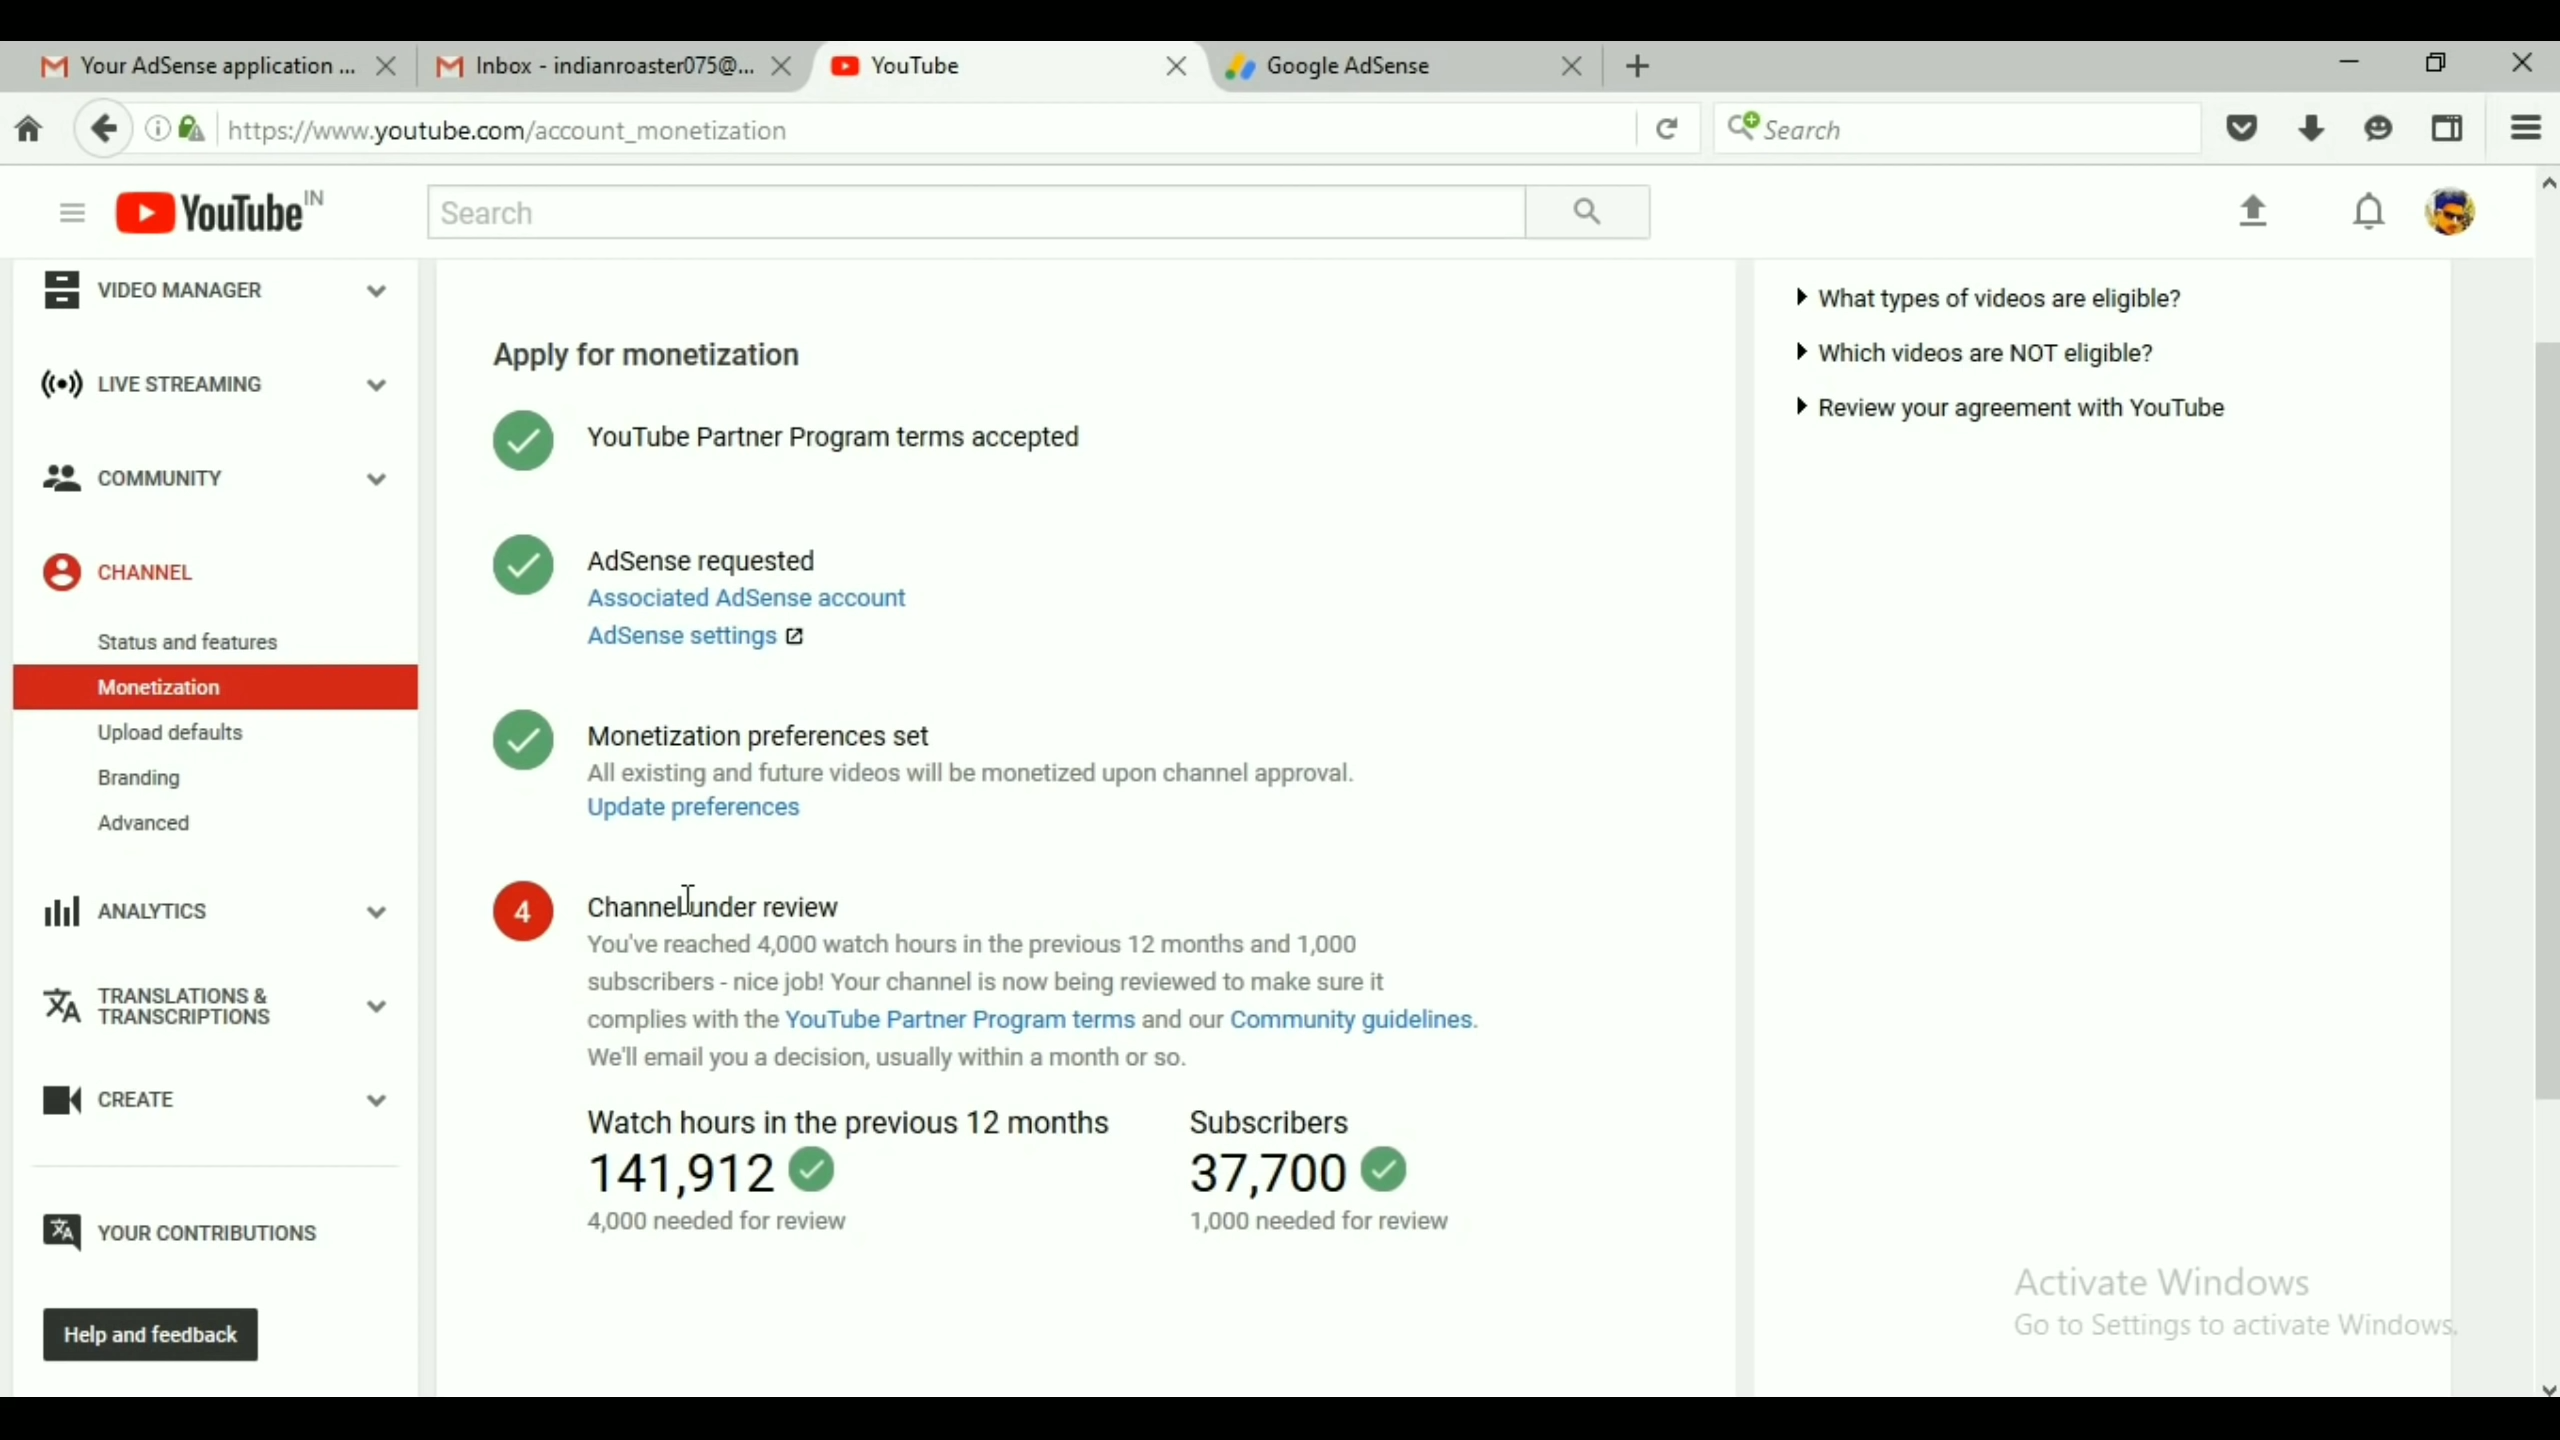 Your AdSense application ...
Inbox - indianroaster075@...
YouTube
Google AdSense
https://www.youtube.com/account_monetization
Search
YouTube IN
Search
VIDEO MANAGER
LIVE STREAMING
COMMUNITY
CHANNEL
Status and features
Monetization
Upload defaults
Branding
Advanced
ANALYTICS
TRANSLATIONS &
TRANSCRIPTIONS
CREATE
YOUR CONTRIBUTIONS
Help and feedback
Apply for monetization
YouTube Partner Program terms accepted
AdSense requested
Associated AdSense account
AdSense settings
Monetization preferences set
All existing and future videos will be monetized upon channel approval.
Update preferences
4
Channel under review
You've reached 4,000 watch hours in the previous 12 months and 1,000
subscribers - nice job! Your channel is now being reviewed to make sure it
complies with the YouTube Partner Program terms and our Community guidelines.
We'll email you a decision, usually within a month or so.
Watch hours in the previous 12 months
141,912
4,000 needed for review
Subscribers
37,700
1,000 needed for review
What types of videos are eligible?
Which videos are NOT eligible?
Review your agreement with YouTube
Activate Windows
Go to Settings to activate Windows.